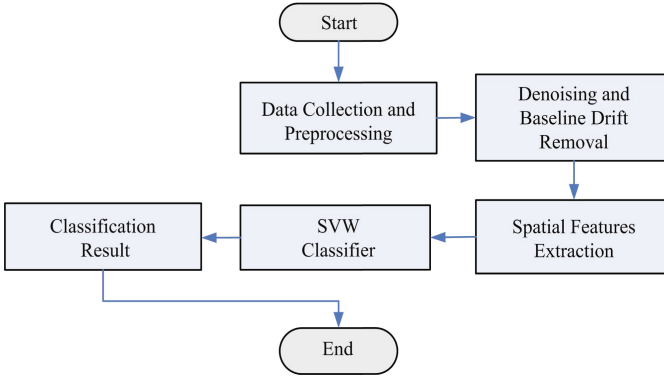 Start
Data Collection and
Preprocessing
Denoising and
Baseline Drift
Removal
Spatial Features
Extraction
SVW
Classifier
Classification
Result
End